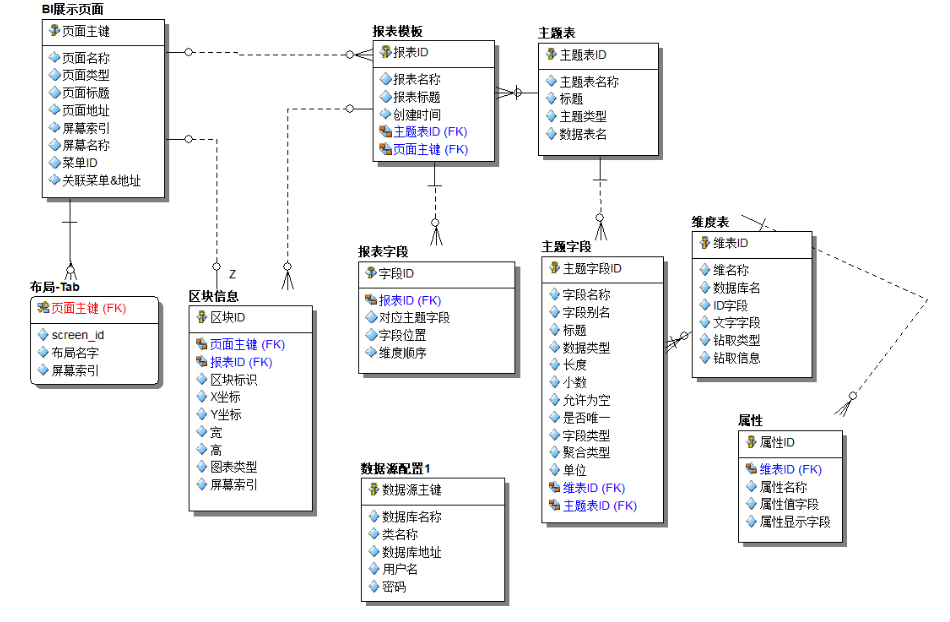 BI展示页面
页面主键
页面名称
页面类型
页面标题
页面地址
屏幕索引
屏幕名称
菜单ID
关联菜单&地址
报表模板
报表ID
报表名称
报表标题
创建时间
主题表ID (FK)
页面主键 (FK)
主题表
主题表ID
主题表名称
标题
主题类型
数据表名
布局-Tab
页面主键 (FK)
screen_id
布局名字
屏幕索引
Z
区块信息
区块ID
页面主键 (FK)
报表ID (FK)
区块标识
X坐标
Y坐标
宽
高
图表类型
屏幕索引
报表字段
字段ID
报表ID (FK)
对应主题字段
字段位置
维度顺序
主题字段
主题字段ID
字段名称
字段别名
标题
数据类型
长度
小数
允许为空
是否唯一
字段类型
聚合类型
单位
维表ID (FK)
主题表ID (FK)
维度表
维表ID
维名称
数据库名
ID字段
文字字段
钻取类型
钻取信息
属性
属性ID
维表ID (FK)
属性名称
属性值字段
属性显示字段
数据源配置1
数据源主键
数据库名称
类名称
数据库地址
用户名
密码